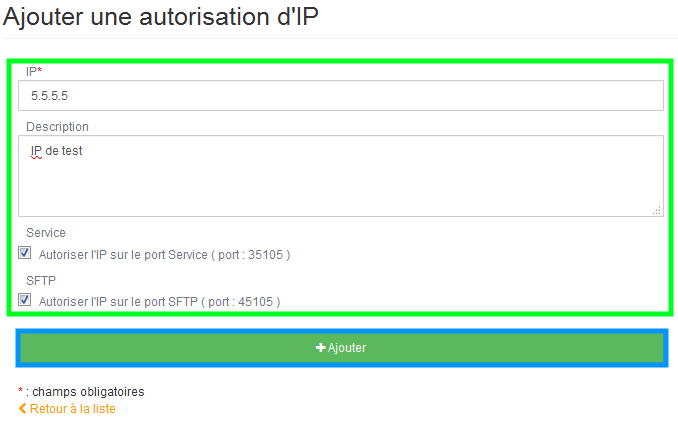 Ajouter une autorisation d'IP
IP*
5.5.5.5
Description
IP de test
Service
Autoriser l'IP sur le port Service ( port : 35105 )
SFTP
Autoriser l'IP sur le port SFTP ( port : 45105 )
Ajouter
* : champs obligatoires
Retour à la liste